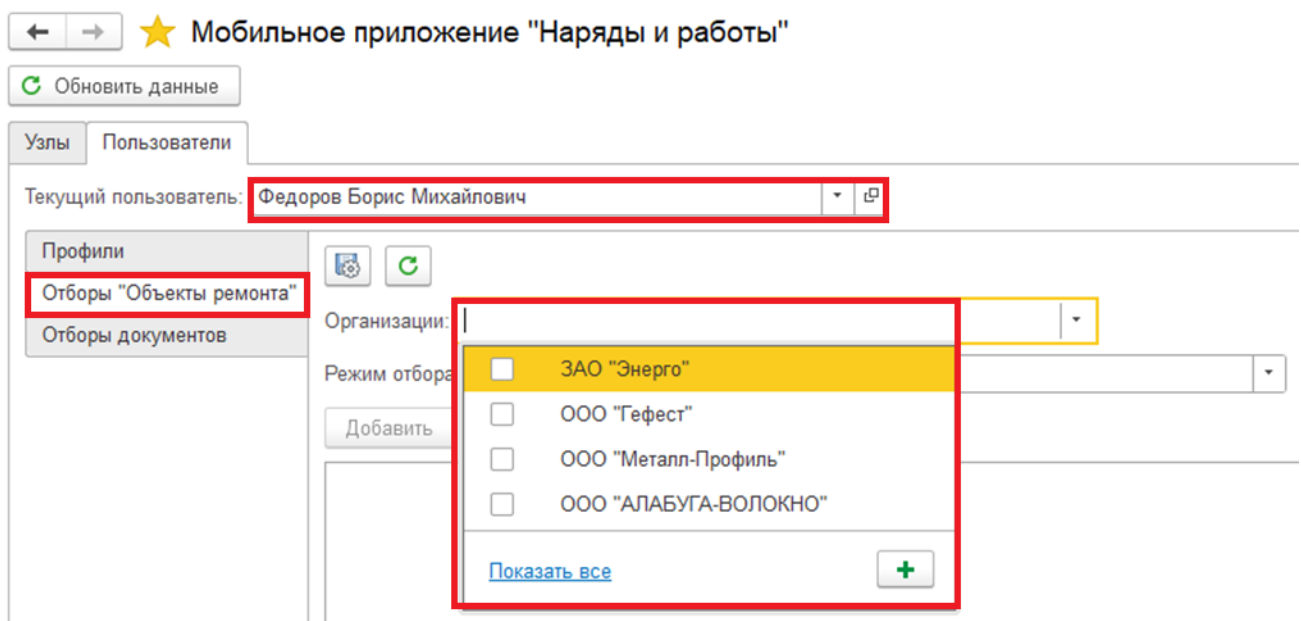 Мобильное приложение "Наряды и работы"
Обновить данные
Узлы Пользователи
Текущий пользователь: Федоров Борис Михайлович
Профили
Отборы "Объекты ремонта"
Отборы документов
Организации:
Режим отбора
Добавить
ЗАО "Энерго"
ООО "Гефест"
ООО "Металл-Профиль"
ООО "АЛАБУГА-ВОЛОКНО"
Показать все